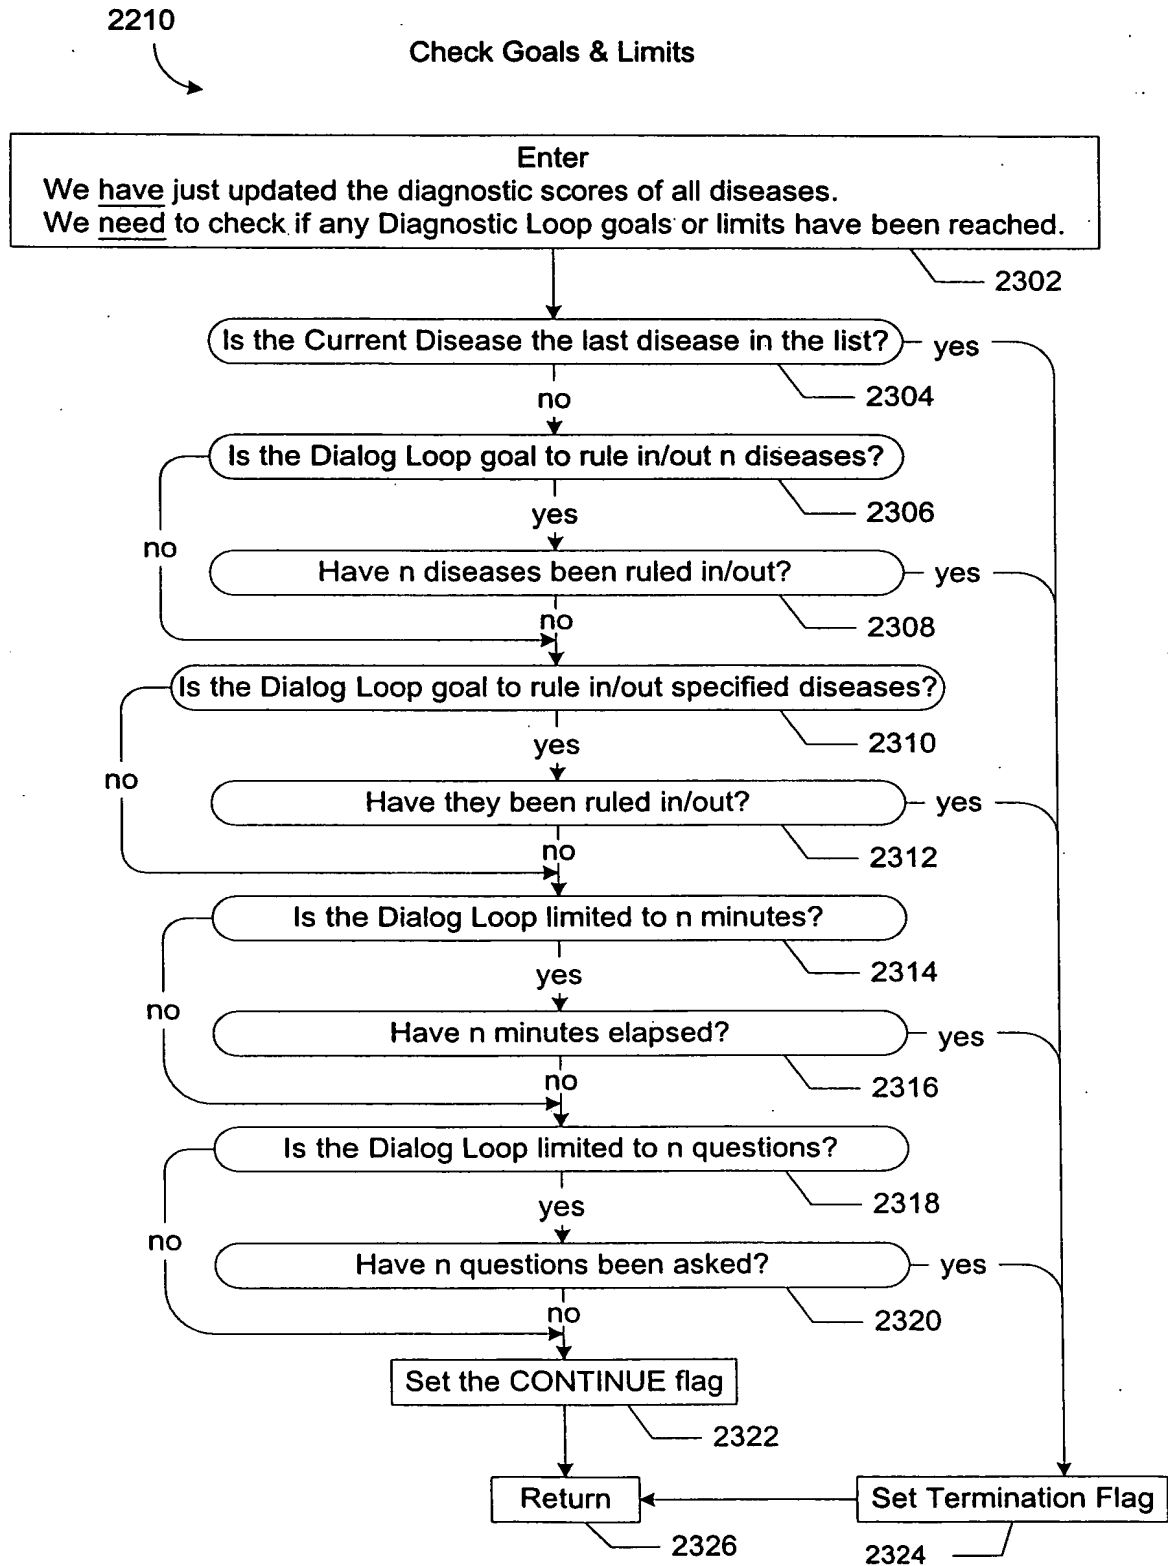 2210
Check Goals & Limits
Enter
We have just updated the diagnostic scores of all diseases.
We need to check if any Diagnostic Loop goals or limits have been reached.
2302
Is the Current Disease the last disease in the list?
yes
2304
no
Is the Dialog Loop goal to rule in/out n diseases?
2306
yes
no
Have n diseases been ruled in/out?
yes
2308
no
Is the Dialog Loop goal to rule in/out specified diseases?
2310
yes
no
Have they been ruled in/out?
yes
2312
no
Is the Dialog Loop limited to n minutes?
2314
yes
no
Have n minutes elapsed?
yes
2316
no
Is the Dialog Loop limited to n questions?
2318
yes
no
Have n questions been asked?
yes
2320
no
Set the CONTINUE flag
2322
Return
Set Termination Flag
2326
2324